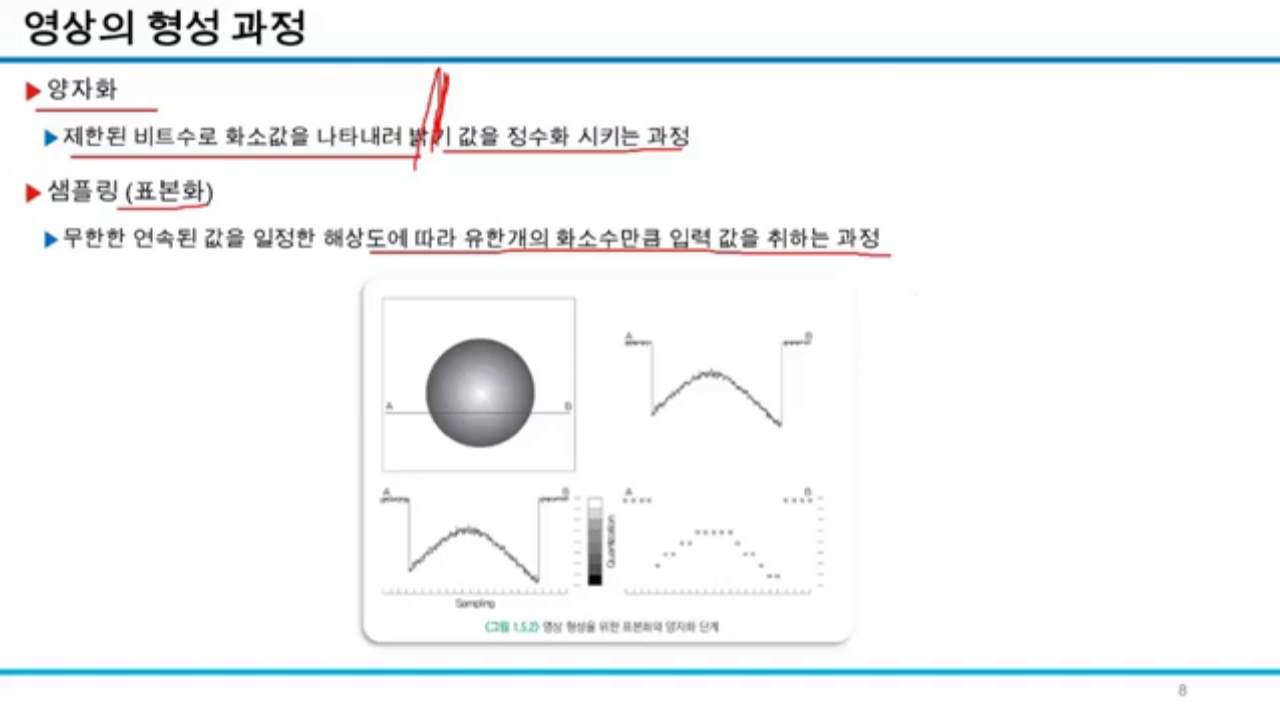 영상의 형성 과정
양자화
제한된 비트수로 화소값을 나타내려 밝기 값을 정수화 시키는 과정
샘플링 (표본화)
무한한 연속된 값을 일정한 해상도에 따라 유한개의 화소수만큼 입력 값을 취하는 과정
A B
A B
A B
Quantization
A B
Sampling
〈그림 1.5.2〉 영상 형성을 위한 표본화와 양자화 단계
8